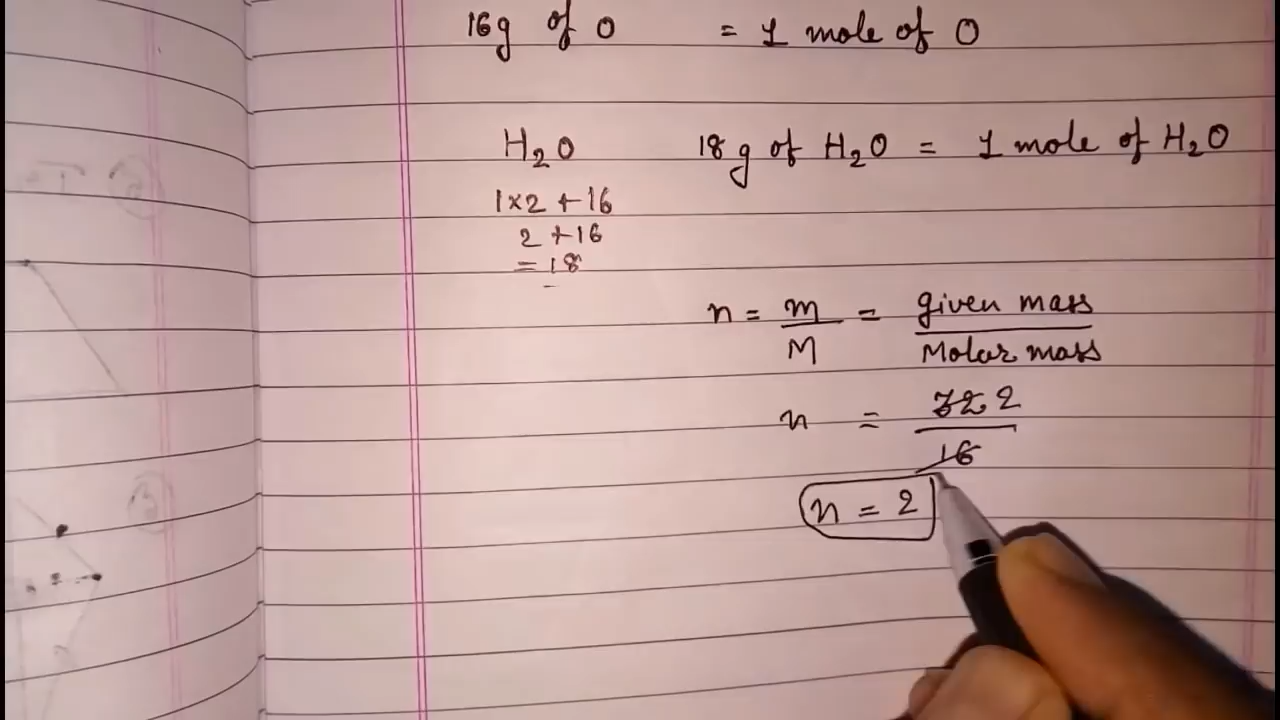 16g of O = 1 mole of O
H₂O 18 g of H₂O = 1 mole of H₂O
1×2 + 16
2 + 16
= 18
n = m/M = given mass/Molar mass
n = 32 2/16
n = 2